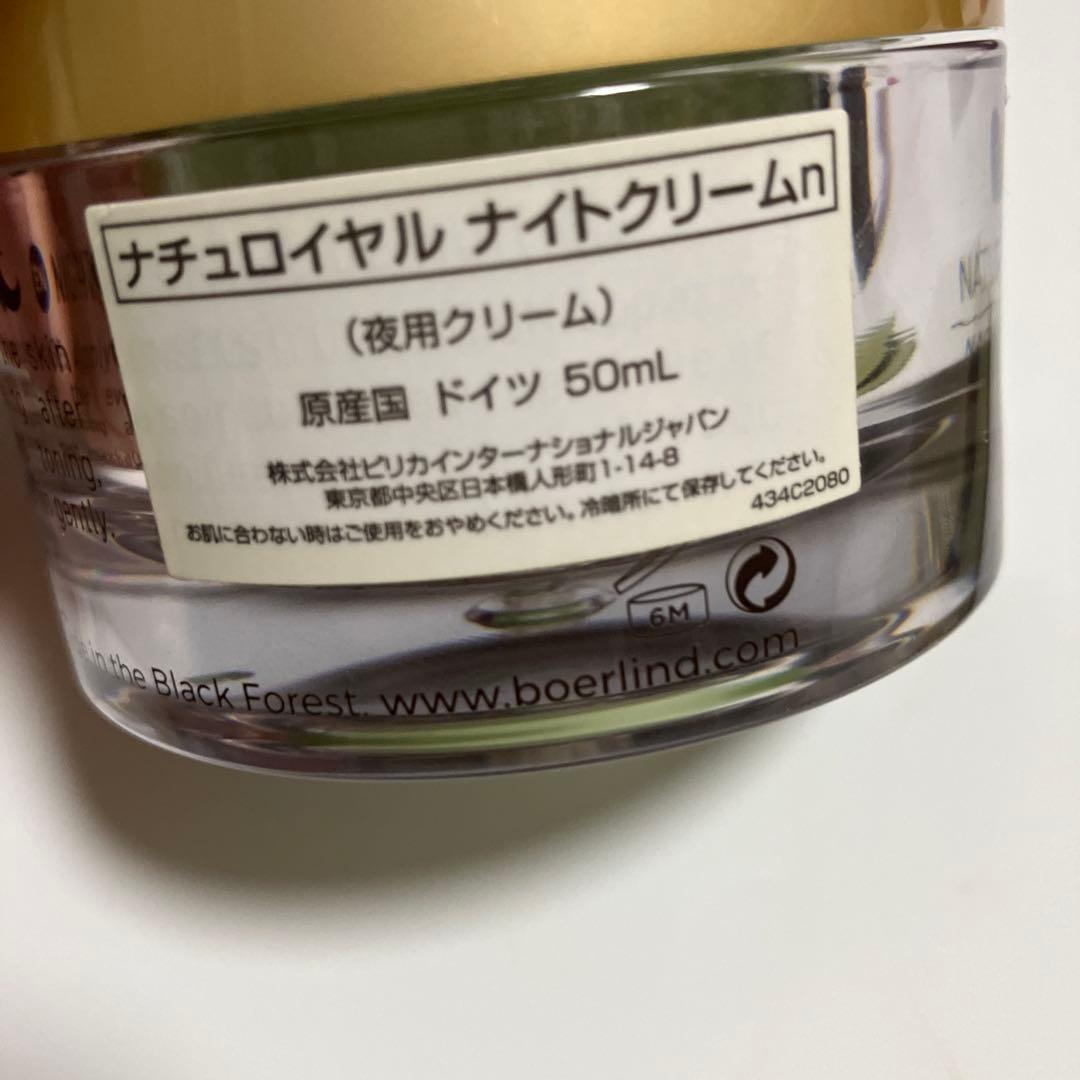 ナチュロイヤル ナイトクリームn
（夜用クリーム）
原産国 ドイツ 50mL
株式会社ピリカインターナショナルジャパン
東京都中央区日本橋人形町1-14-8
お肌に合わない時はご使用をおやめください。冷暗所にて保存してください。
434C2080
skin
after
toning,
gently.
6M
in the Black Forest. www.boerlind.com